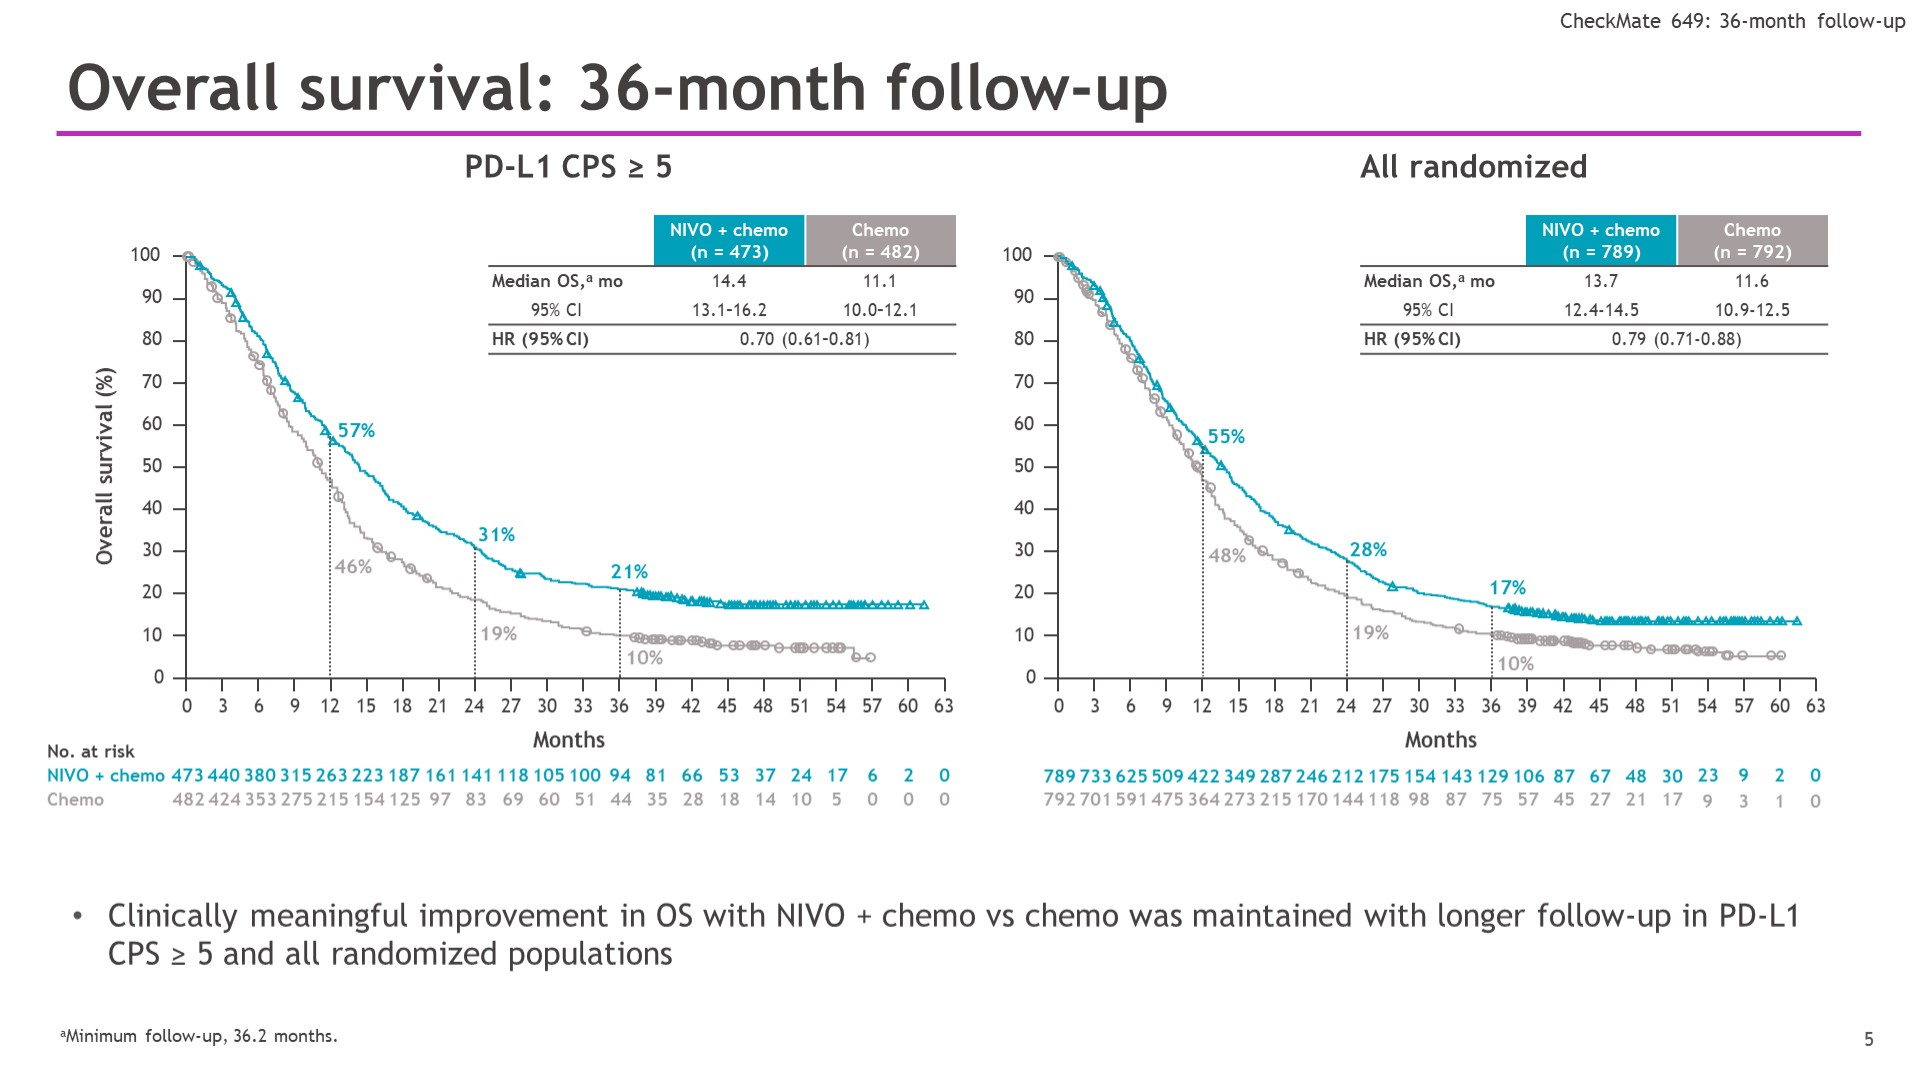 CheckMate 649: 36-month follow-up
Overall survival: 36-month follow-up
PD-L1 CPS ≥ 5
NIVO + chemo
(n = 473)
Chemo
(n = 482)
Median OS,ᵃ mo 14.4 11.1
95% CI 13.1-16.2 10.0-12.1
HR (95% CI) 0.70 (0.61-0.81)
Overall survival (%)
100
90
80
70
60
50
40
30
20
10
0
57%
46%
31%
19%
21%
10%
0 3 6 9 12 15 18 21 24 27 30 33 36 39 42 45 48 51 54 57 60 63
Months
No. at risk
NIVO + chemo 473 440 380 315 263 223 187 161 141 118 105 100 94 81 66 53 37 24 17 6 2 0
Chemo 482 424 353 275 215 154 125 97 83 69 60 51 44 35 28 18 14 10 5 0 0 0
All randomized
NIVO + chemo
(n = 789)
Chemo
(n = 792)
Median OS,ᵃ mo 13.7 11.6
95% CI 12.4-14.5 10.9-12.5
HR (95% CI) 0.79 (0.71-0.88)
100
90
80
70
60
50
40
30
20
10
0
55%
48%
28%
19%
17%
10%
0 3 6 9 12 15 18 21 24 27 30 33 36 39 42 45 48 51 54 57 60 63
Months
789 733 625 509 422 349 287 246 212 175 154 143 129 106 87 67 48 30 23 9 2 0
792 701 591 475 364 273 215 170 144 118 98 87 75 57 45 27 21 17 9 3 1 0
• Clinically meaningful improvement in OS with NIVO + chemo vs chemo was maintained with longer follow-up in PD-L1
CPS ≥ 5 and all randomized populations
ᵃMinimum follow-up, 36.2 months.
5